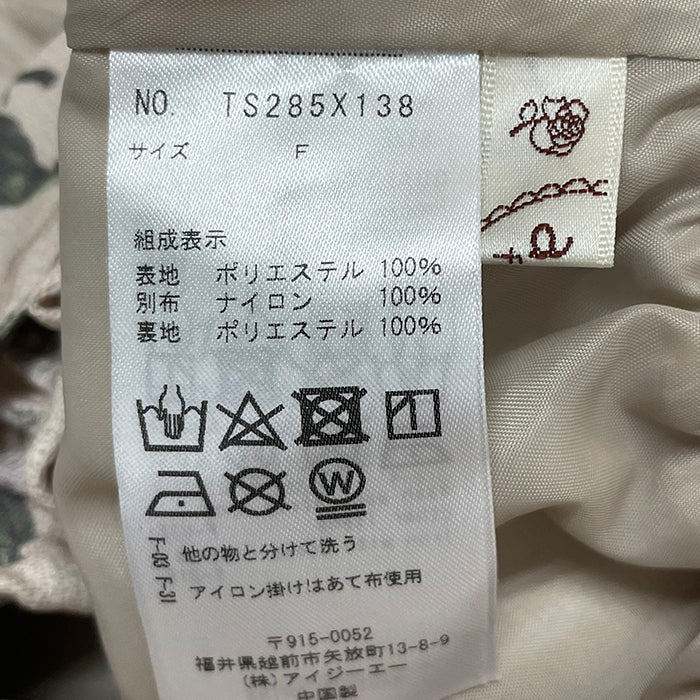 NO. TS285X138
サイズ F
組成表示
表地 ポリエステル 100%
別布 ナイロン 100%
裏地 ポリエステル 100%
W
F-03 他の物と分けて洗う
F-31 アイロン掛けはあて布使用
〒915-0052
福井県越前市矢放町13-8-9
(株)アイジーエー
中国製